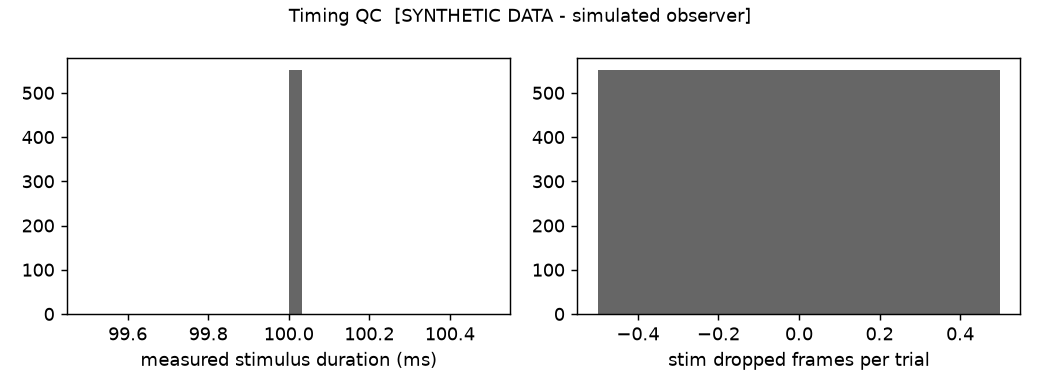 Timing QC  [SYNTHETIC DATA - simulated observer]
500
400
300
200
100
0
99.6 99.8 100.0 100.2 100.4
measured stimulus duration (ms)
500
400
300
200
100
0
−0.4 −0.2 0.0 0.2 0.4
stim dropped frames per trial